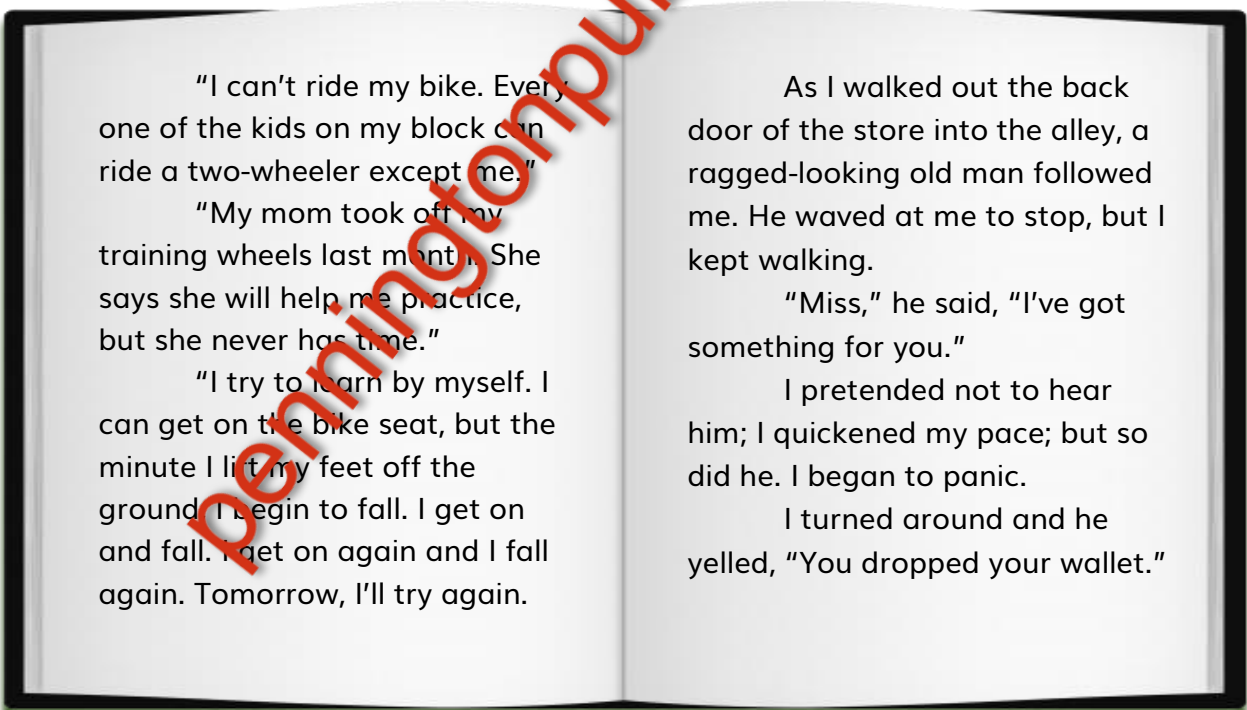 “I can’t ride my bike. Every
one of the kids on my block can
ride a two-wheeler except me.”
“My mom took off my
training wheels last month. She
says she will help me practice,
but she never has time.”
“I try to learn by myself. I
can get on the bike seat, but the
minute I lift my feet off the
ground, I begin to fall. I get on
and fall. I get on again and I fall
again. Tomorrow, I’ll try again.
As I walked out the back
door of the store into the alley, a
ragged-looking old man followed
me. He waved at me to stop, but I
kept walking.
“Miss,” he said, “I’ve got
something for you.”
I pretended not to hear
him; I quickened my pace; but so
did he. I began to panic.
I turned around and he
yelled, “You dropped your wallet.”